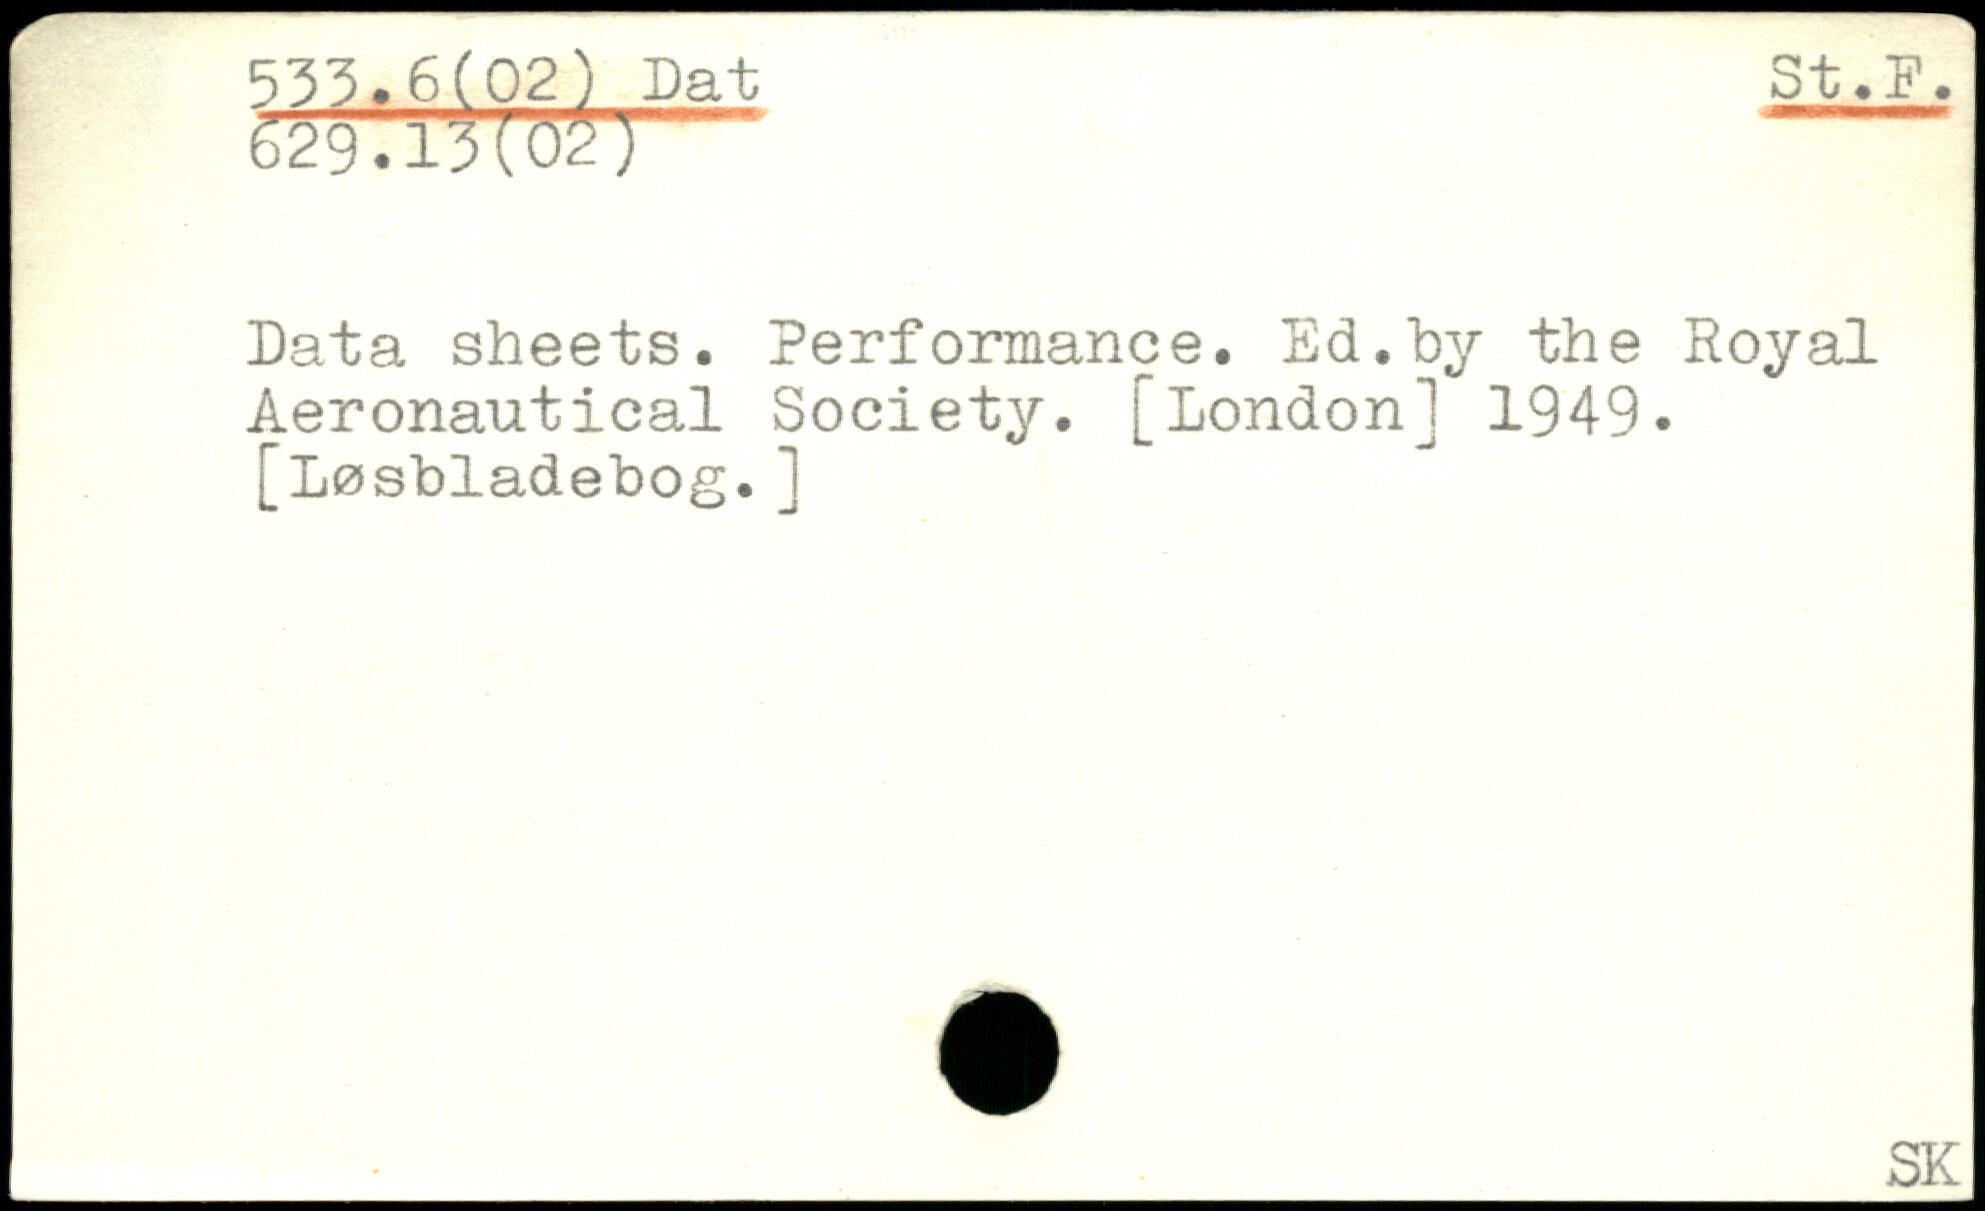 533.6(02) Dat St.F.
629.13(02)
Data sheets. Performance. Ed.by the Royal
Aeronautical Society. [London] 1949.
[Løsbladebog.]
SK